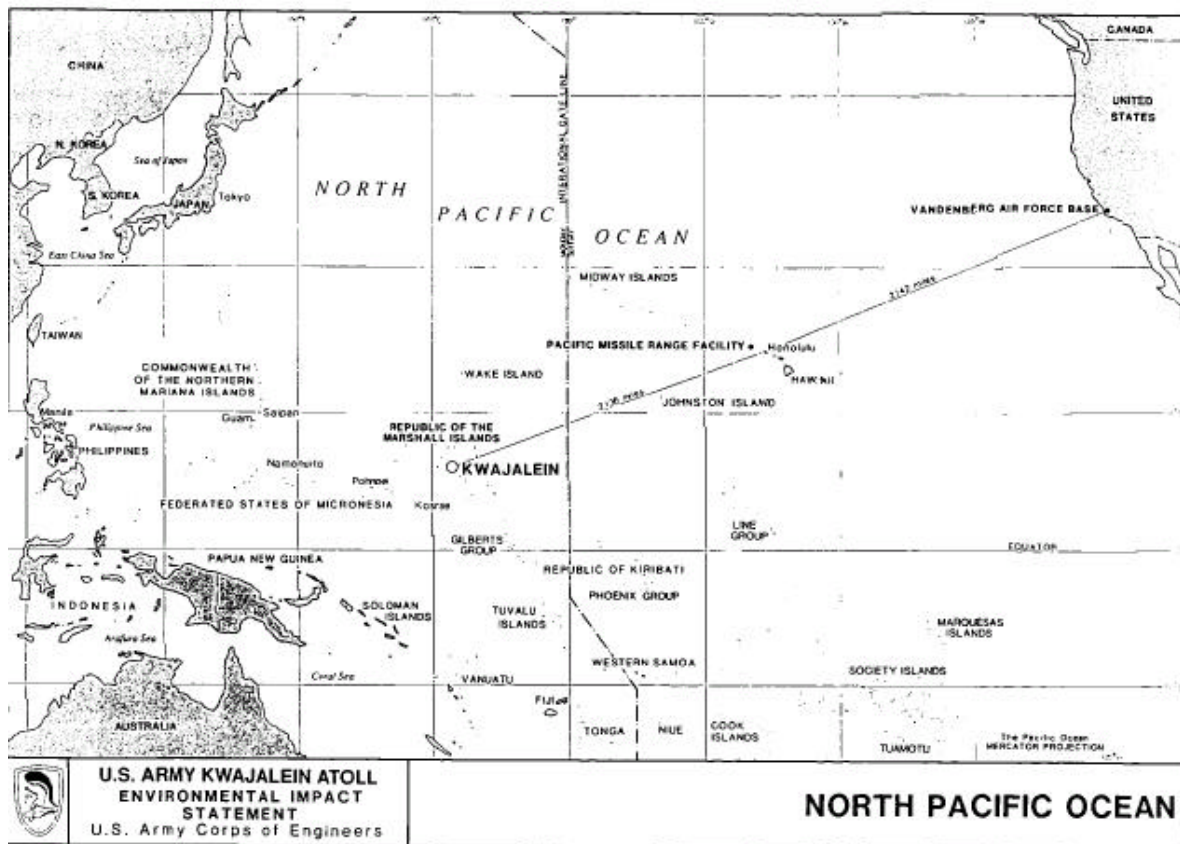 CANADA
CHINA
UNITED
STATES
INTERNATIONAL DATE LINE
N. KOREA
Sea of Japan
S. KOREA
JAPAN
Tokyo
NORTH
PACIFIC
OCEAN
VANDENBERG AIR FORCE BASE
East China Sea
MIDWAY ISLANDS
TAIWAN
PACIFIC MISSILE RANGE FACILITY
Honolulu
HAWAII
COMMONWEALTH
OF THE NORTHERN
MARIANA ISLANDS
WAKE ISLAND
JOHNSTON ISLAND
Manila
Philippine Sea
Guam
Saipan
REPUBLIC OF THE
MARSHALL ISLANDS
PHILIPPINES
Namonuito
KWAJALEIN
FEDERATED STATES OF MICRONESIA
Kosrae
LINE
GROUP
GILBERTS
GROUP
EQUATOR
PAPUA NEW GUINEA
REPUBLIC OF KIRIBATI
INDONESIA
SOLOMAN
ISLANDS
TUVALU
ISLANDS
PHOENIX GROUP
MARQUESAS
ISLANDS
Arafura Sea
Coral Sea
VANUATU
WESTERN SAMOA
SOCIETY ISLANDS
FIJI
AUSTRALIA
TONGA
NIUE
COOK
ISLANDS
TUAMOTU
The Pacific Ocean
MERCATOR PROJECTION
U.S. ARMY KWAJALEIN ATOLL
ENVIRONMENTAL IMPACT
STATEMENT
U.S. Army Corps of Engineers
NORTH PACIFIC OCEAN